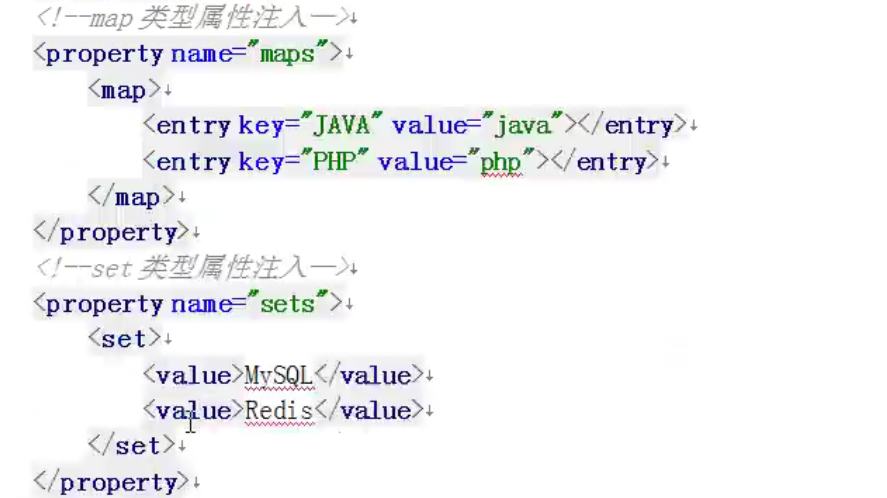 <!--map 类型属性注入-->↓
<property name="maps">↓
<map>↓
<entry key="JAVA" value="java"></entry>↓
<entry key="PHP" value="php"></entry>↓
</map>↓
</property>↓
<!--set 类型属性注入-->↓
<property name="sets">↓
<set>↓
<value>MySQL</value>↓
<value>Redis</value>↓
</set>↓
</property>↓